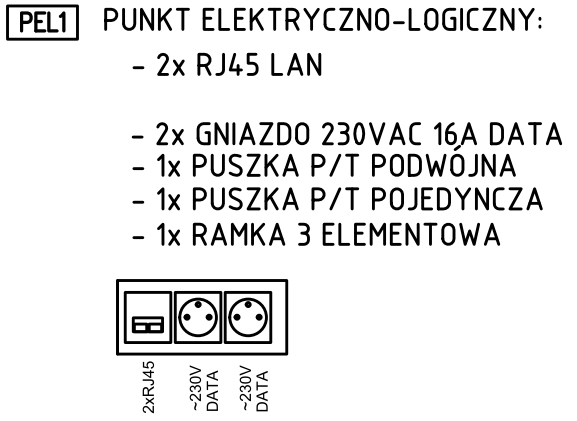 PEL1 PUNKT ELEKTRYCZNO-LOGICZNY:
- 2x RJ45 LAN
- 2x GNIAZDO 230VAC 16A DATA
- 1x PUSZKA P/T PODWÓJNA
- 1x PUSZKA P/T POJEDYNCZA
- 1x RAMKA 3 ELEMENTOWA
2xRJ45
~230V
DATA
~230V
DATA